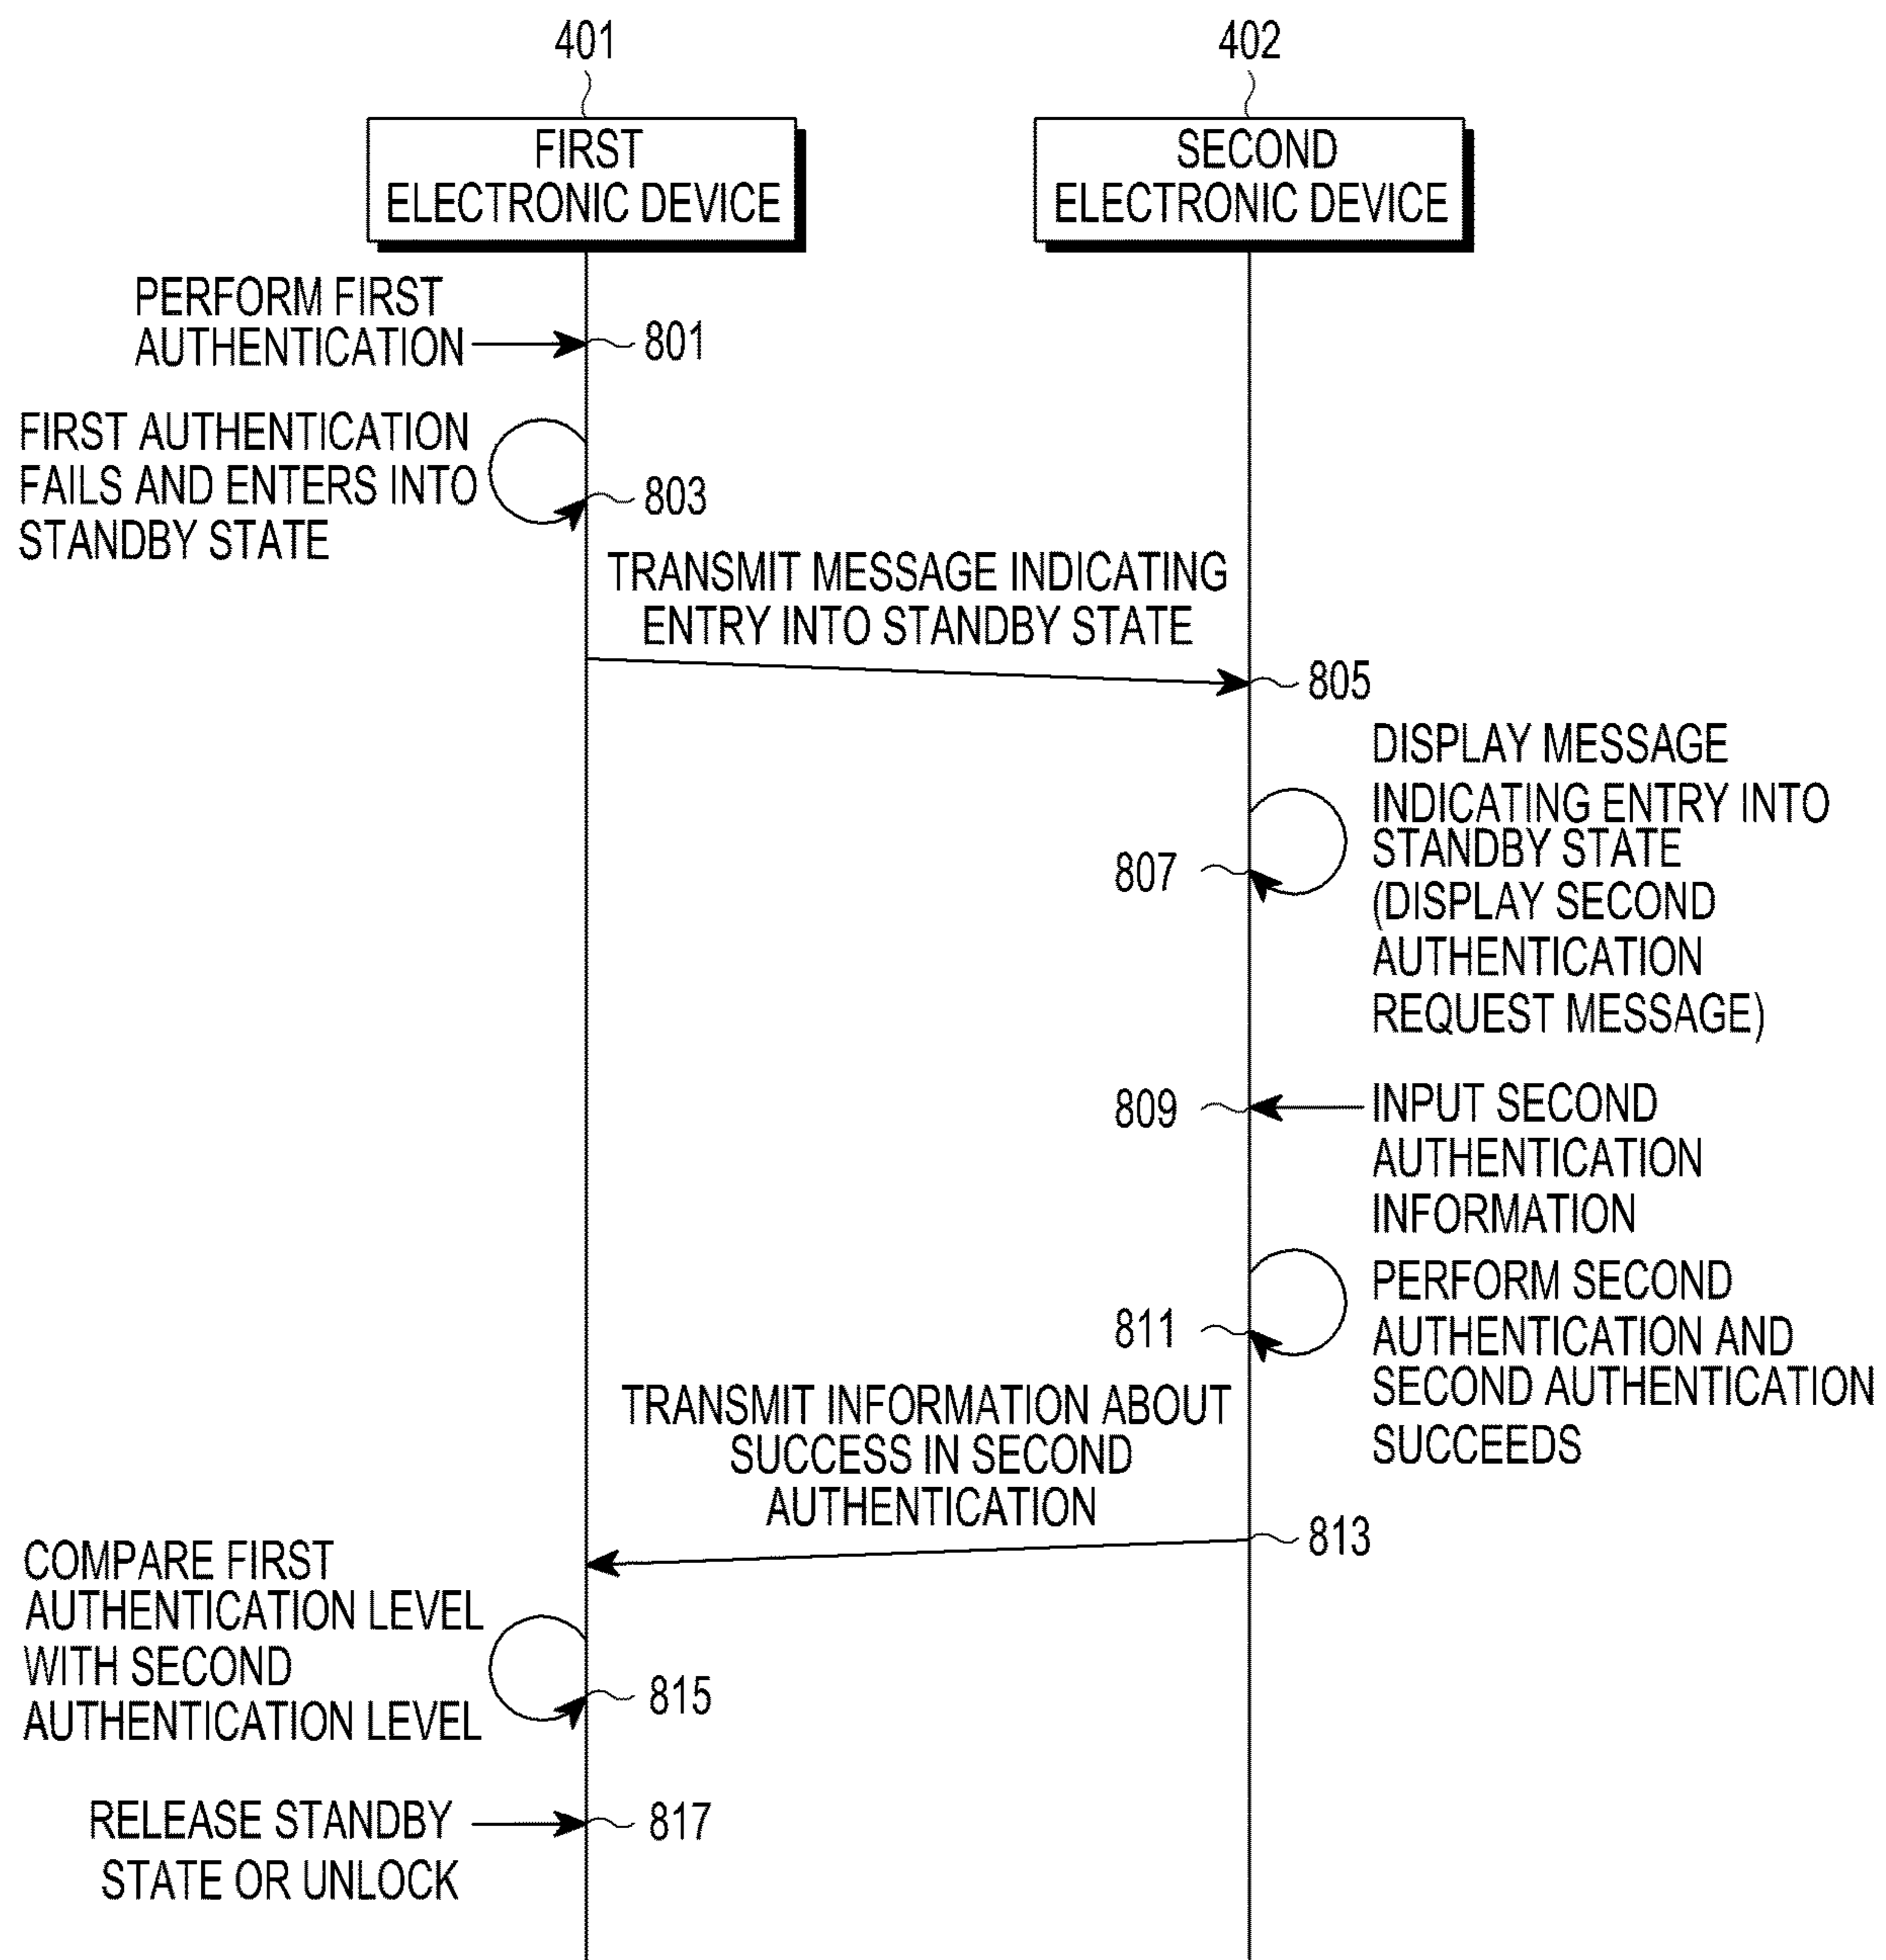 401
402
FIRST
ELECTRONIC DEVICE
SECOND
ELECTRONIC DEVICE
PERFORM FIRST
AUTHENTICATION
801
FIRST AUTHENTICATION
FAILS AND ENTERS INTO
STANDBY STATE
803
TRANSMIT MESSAGE INDICATING
ENTRY INTO STANDBY STATE
805
DISPLAY MESSAGE
INDICATING ENTRY INTO
STANDBY STATE
(DISPLAY SECOND
AUTHENTICATION
REQUEST MESSAGE)
807
809
INPUT SECOND
AUTHENTICATION
INFORMATION
PERFORM SECOND
AUTHENTICATION AND
SECOND AUTHENTICATION
SUCCEEDS
811
TRANSMIT INFORMATION ABOUT
SUCCESS IN SECOND
AUTHENTICATION
813
COMPARE FIRST
AUTHENTICATION LEVEL
WITH SECOND
AUTHENTICATION LEVEL
815
RELEASE STANDBY
STATE OR UNLOCK
817